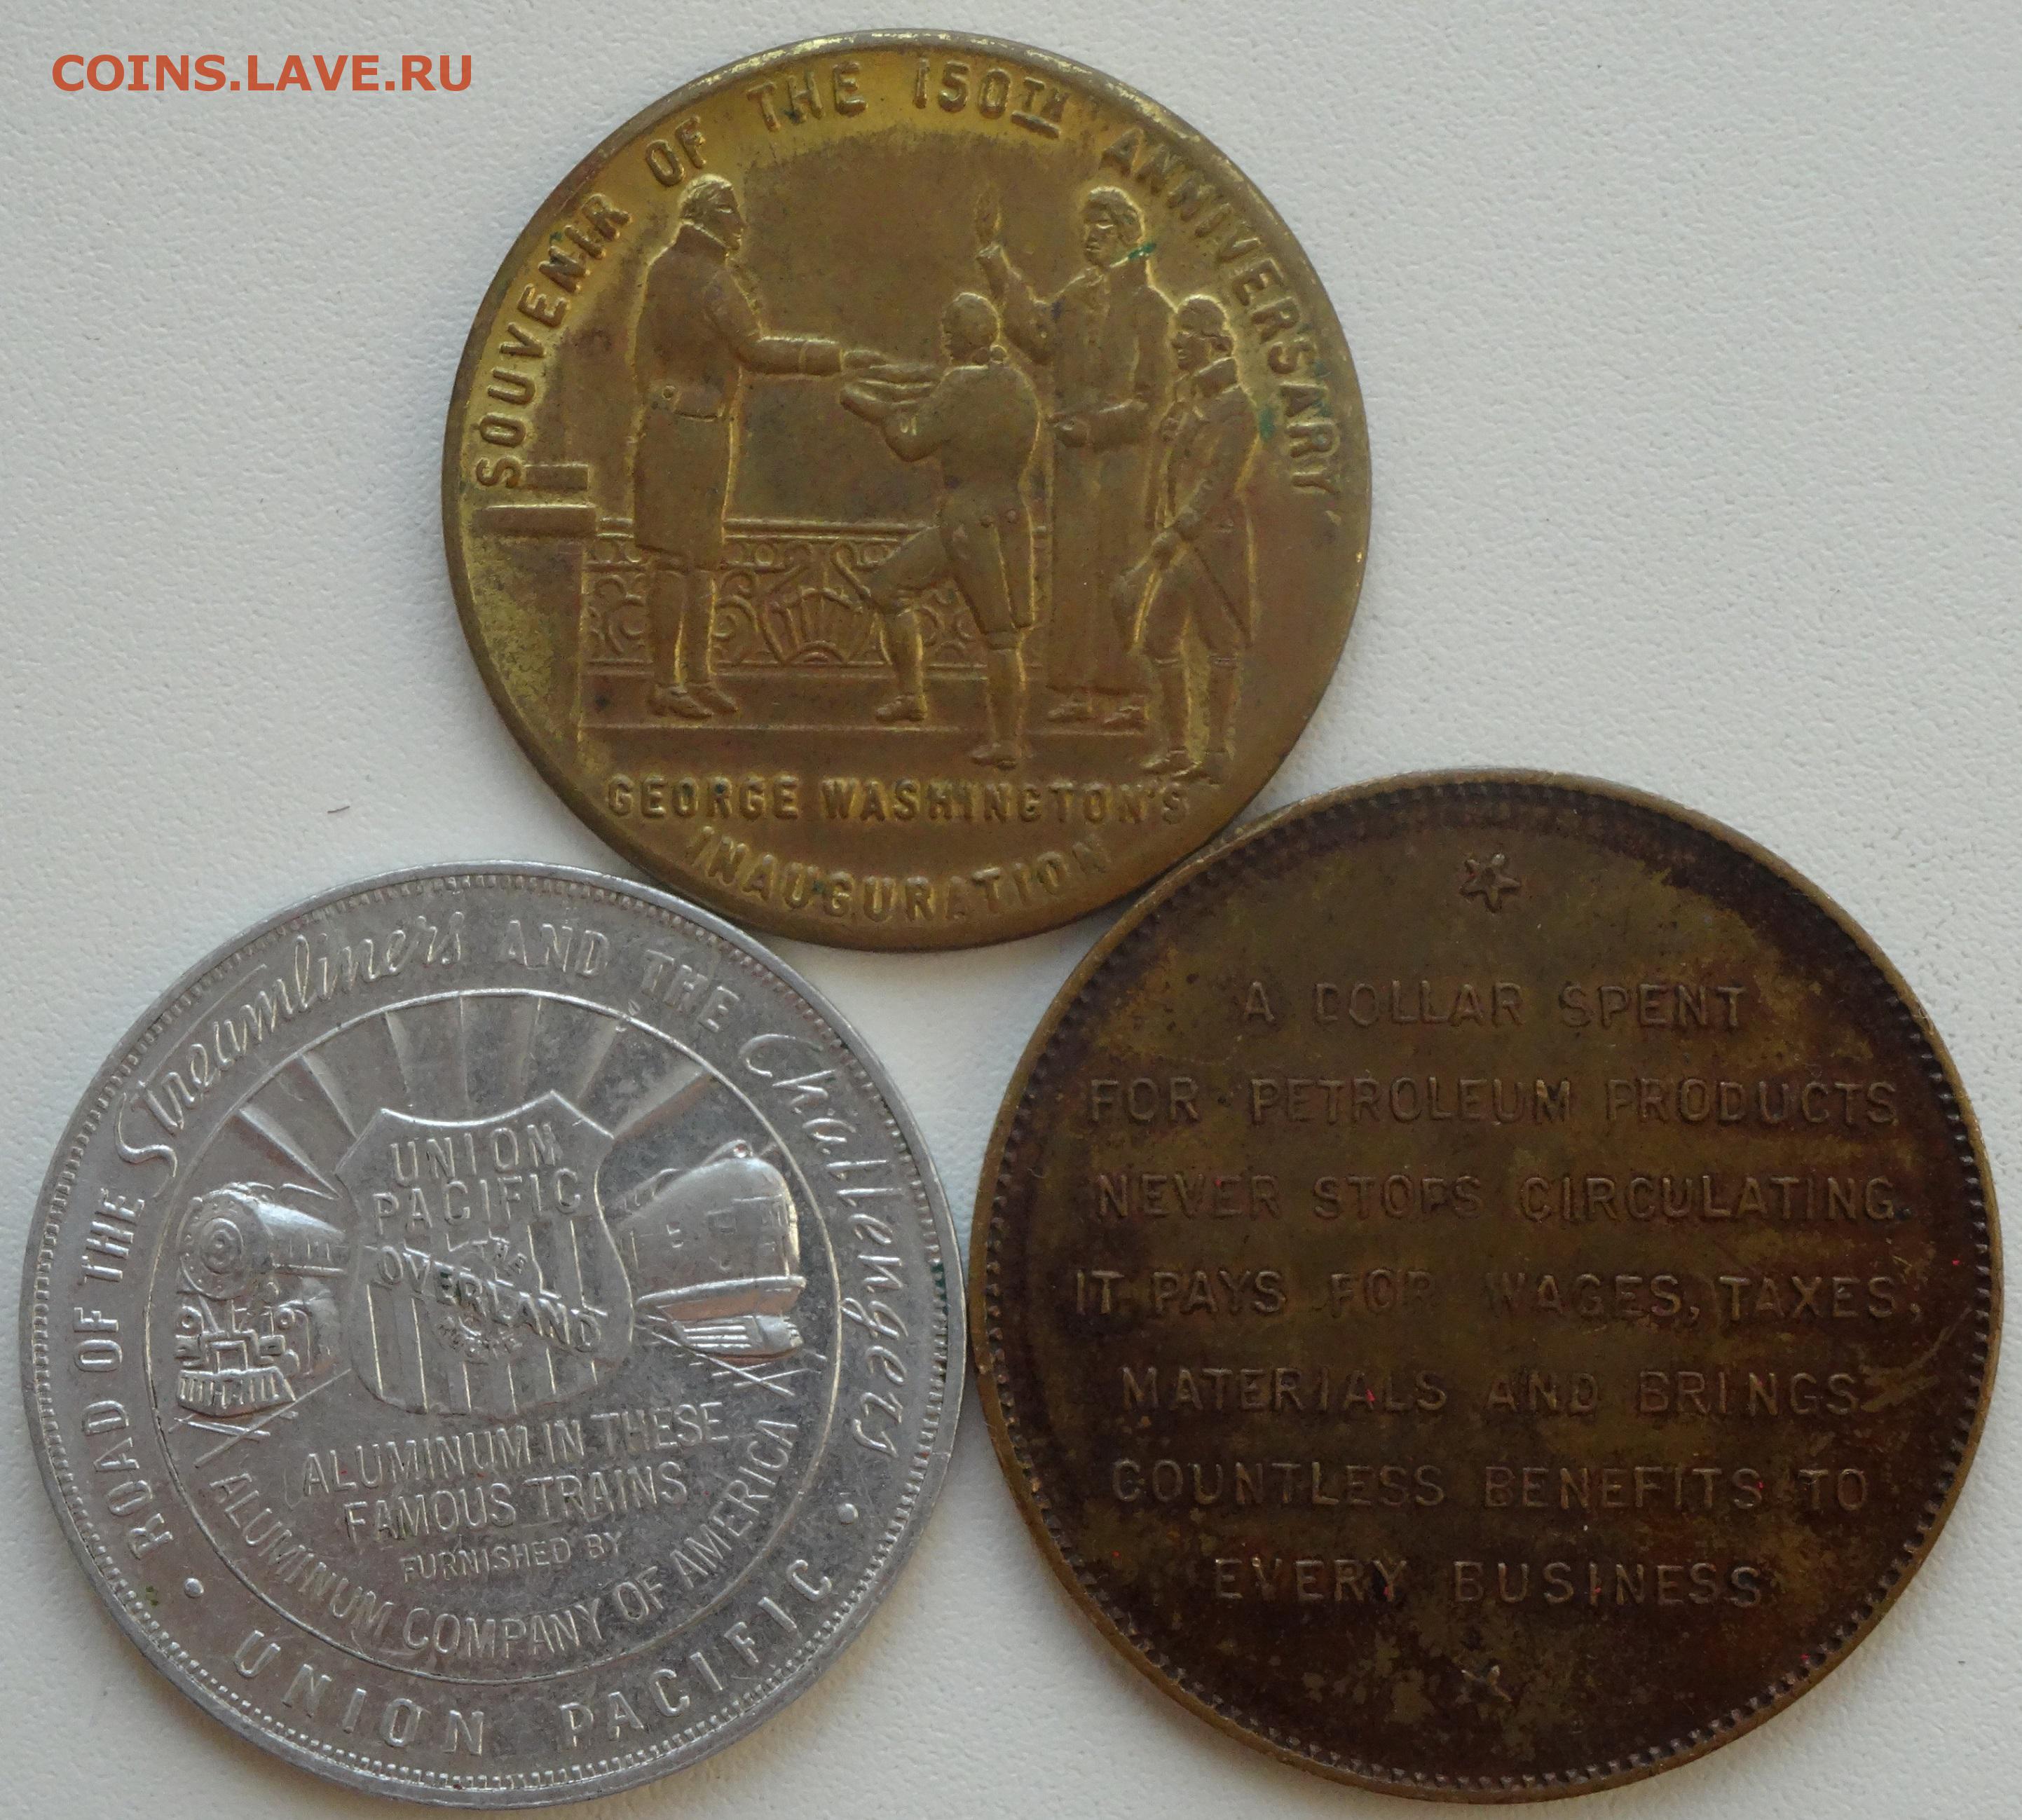 COINS.LAVE.RU
SOUVENIR OF THE 150TH ANNIVERSARY
GEORGE WASHINGTON'S
INAUGURATION
ROAD OF THE Streamliners AND THE Challengers
UNION
PACIFIC
THE
OVERLAND
ROUTE
ALUMINUM IN THESE
FAMOUS TRAINS
FURNISHED BY
ALUMINUM COMPANY OF AMERICA
• UNION PACIFIC •
A DOLLAR SPENT
FOR PETROLEUM PRODUCTS
NEVER STOPS CIRCULATING
IT PAYS FOR WAGES, TAXES,
MATERIALS AND BRINGS
COUNTLESS BENEFITS TO
EVERY BUSINESS